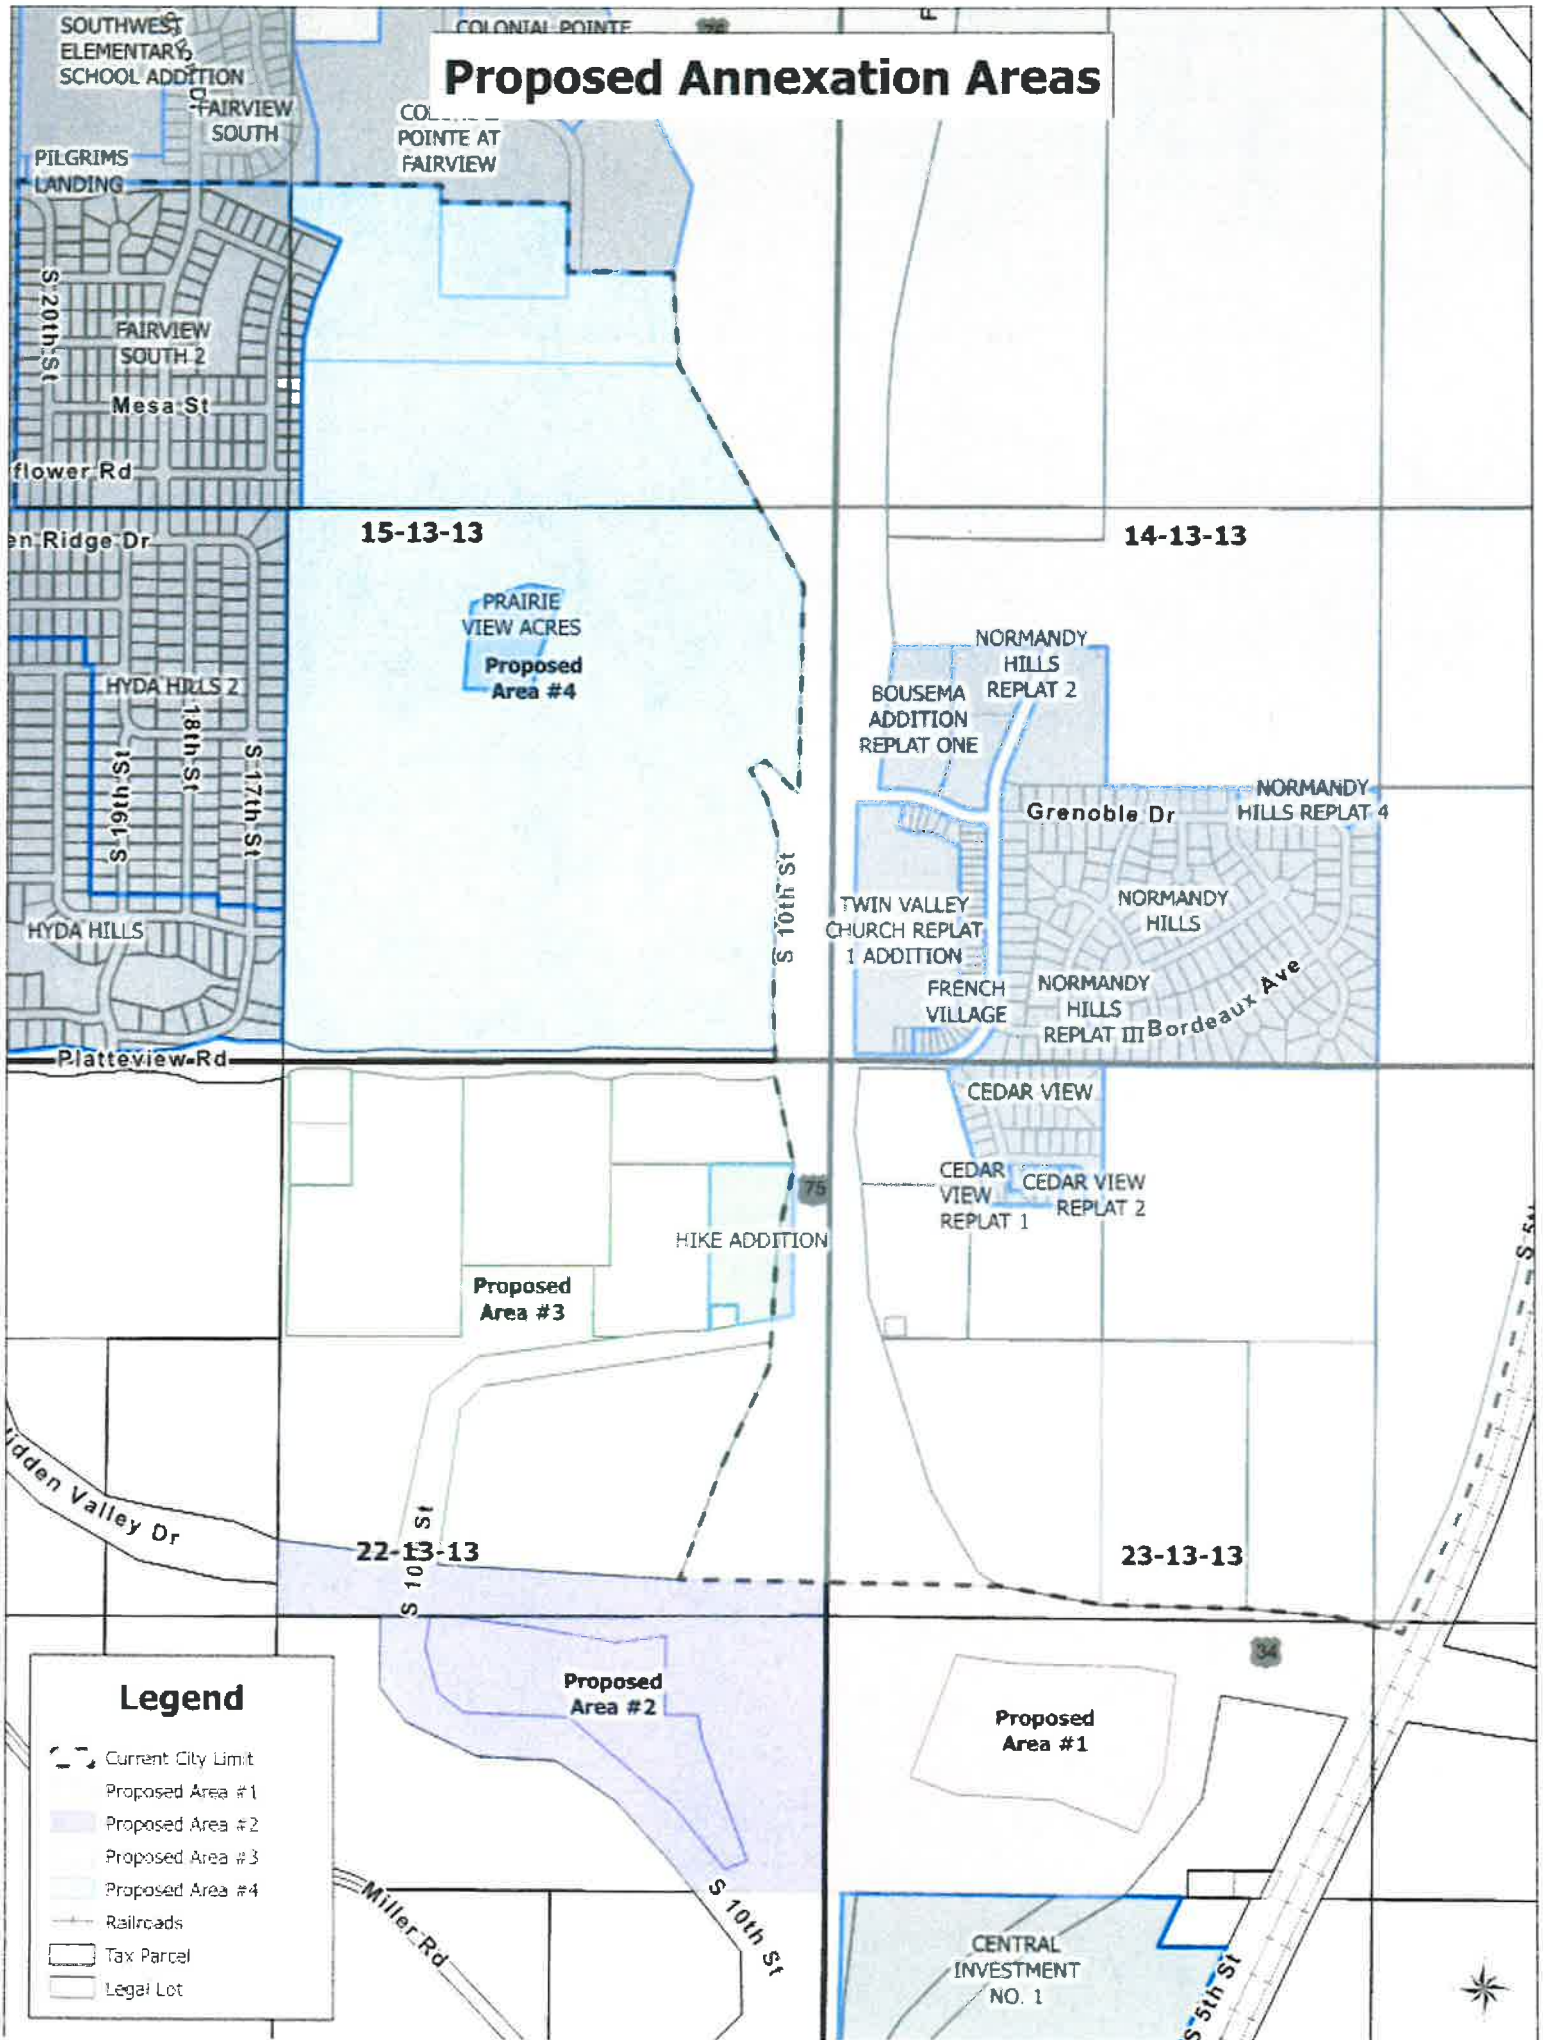 Proposed Annexation Areas
SOUTHWEST
ELEMENTARY
SCHOOL ADDITION
FAIRVIEW
SOUTH
COLONIAL POINTE
POINTE AT
FAIRVIEW
PILGRIMS
LANDING
S 20th St
FAIRVIEW
SOUTH 2
Mesa St
flower Rd
en Ridge Dr
15-13-13
14-13-13
PRAIRIE
VIEW ACRES
Proposed
Area #4
HYDA HILLS 2
18th St
S 19th St
S 17th St
HYDA HILLS
Platteview Rd
S 10th St
NORMANDY
HILLS
REPLAT 2
BOUSEMA
ADDITION
REPLAT ONE
Grenoble Dr
NORMANDY
HILLS REPLAT 4
NORMANDY
HILLS
TWIN VALLEY
CHURCH REPLAT
1 ADDITION
FRENCH
VILLAGE
NORMANDY
HILLS
REPLAT III
Bordeaux Ave
CEDAR VIEW
CEDAR
VIEW
REPLAT 1
CEDAR VIEW
REPLAT 2
75
HIKE ADDITION
Proposed
Area #3
idden Valley Dr
S 10th St
22-13-13
23-13-13
34
Proposed
Area #2
Proposed
Area #1
S 10th St
Miller Rd
CENTRAL
INVESTMENT
NO. 1
S 5th St
Legend
Current City Limit
Proposed Area #1
Proposed Area #2
Proposed Area #3
Proposed Area #4
Railroads
Tax Parcel
Legal Lot